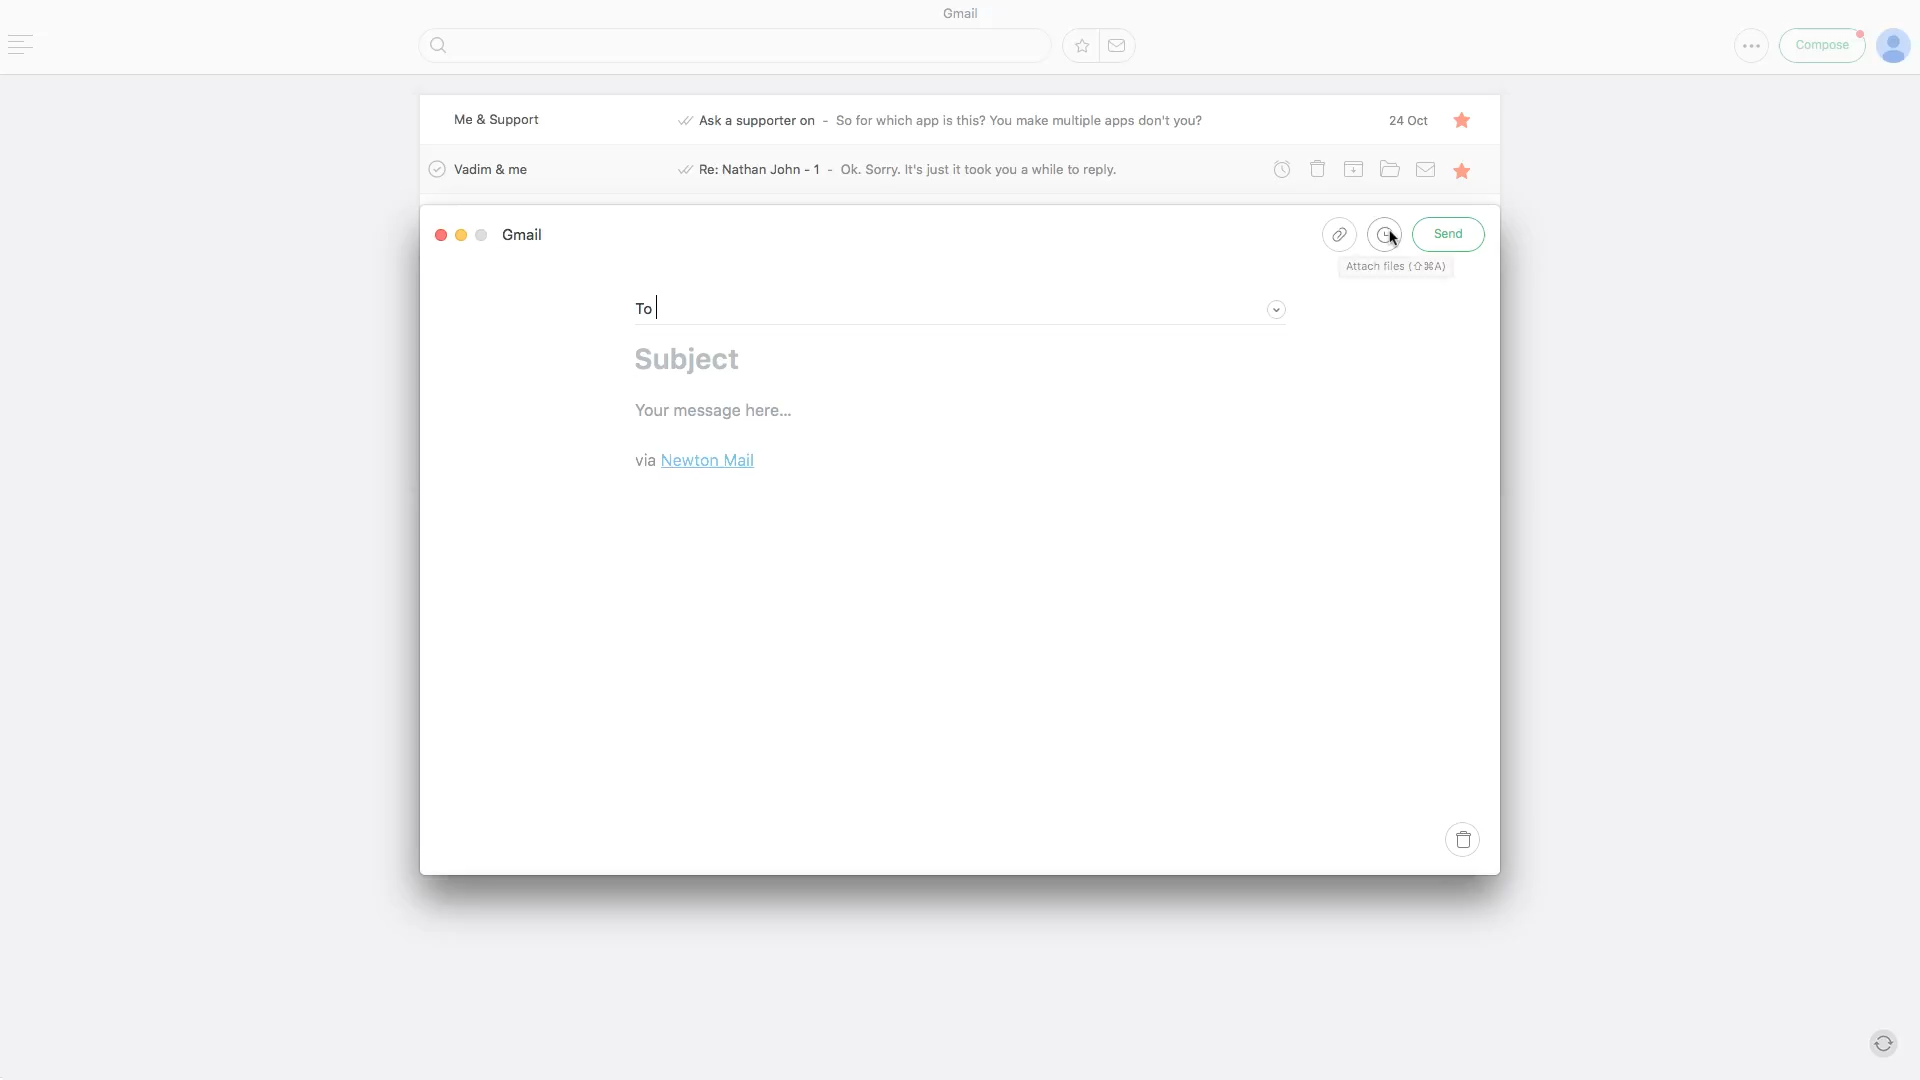 Gmail
Compose
Me & Support Ask a supporter on - So for which app is this? You make multiple apps don't you? 24 Oct
Vadim & me Re: Nathan John - 1 - Ok. Sorry. It's just it took you a while to reply.
Gmail
Send
Attach files (⇧⌘A)
To
Subject
Your message here...
via Newton Mail